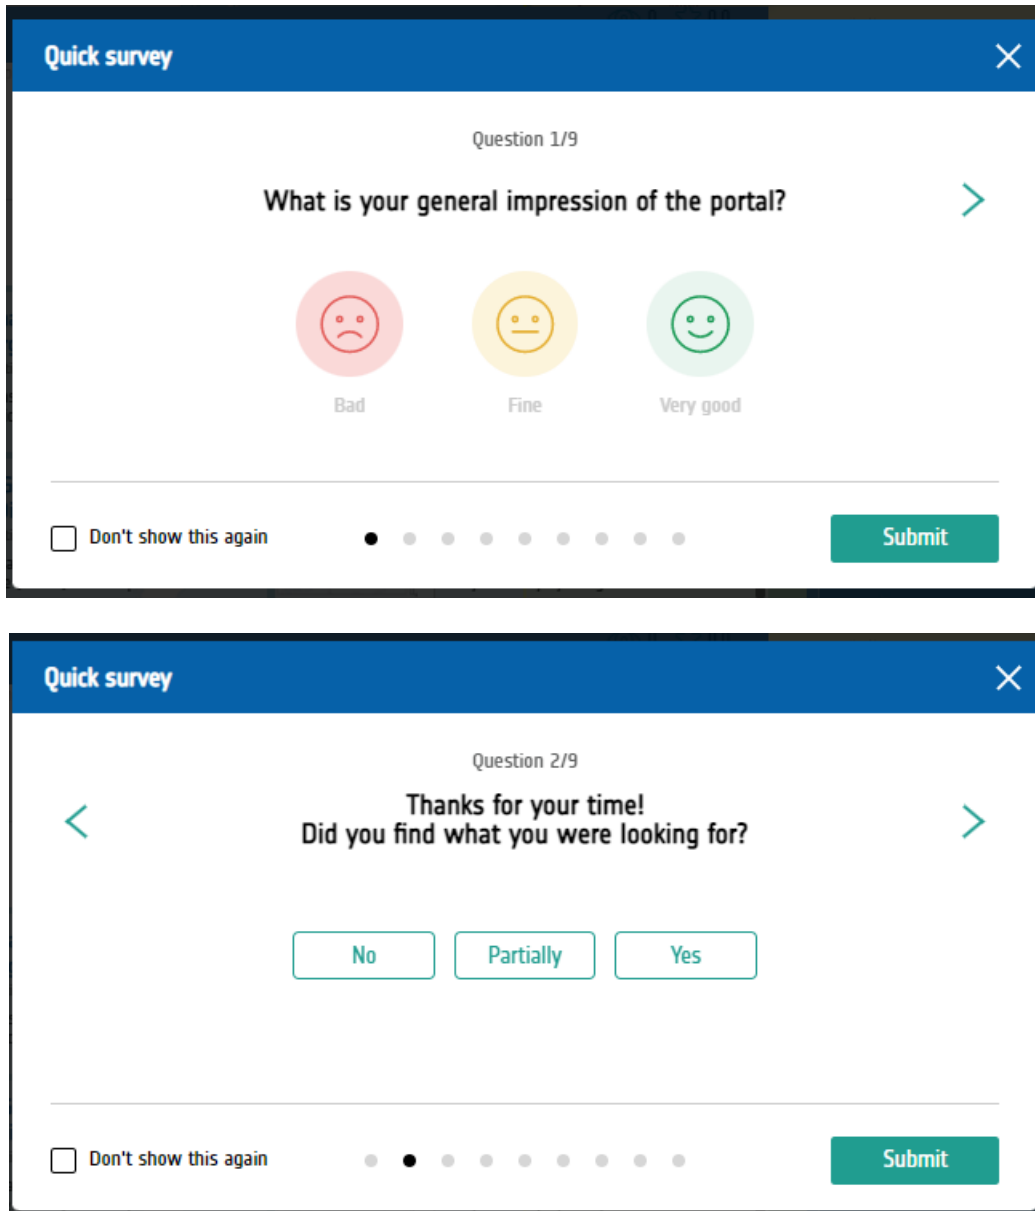 Quick survey
Question 1/9
What is your general impression of the portal?
Bad
Fine
Very good
Don't show this again
Submit
Quick survey
Question 2/9
Thanks for your time!
Did you find what you were looking for?
No
Partially
Yes
Don't show this again
Submit